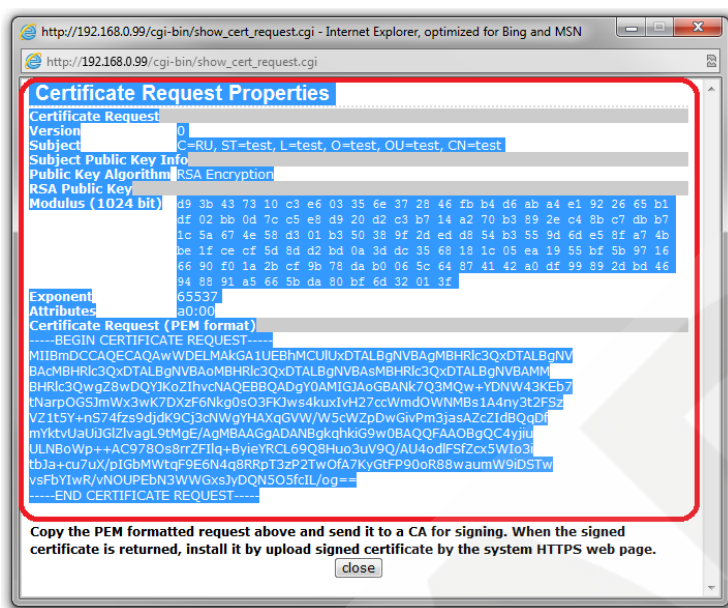 http://192.168.0.99/cgi-bin/show_cert_request.cgi - Internet Explorer, optimized for Bing and MSN
http://192.168.0.99/cgi-bin/show_cert_request.cgi
Certificate Request Properties
Certificate Request
Version 0
Subject C=RU, ST=test, L=test, O=test, OU=test, CN=test
Subject Public Key Info
Public Key Algorithm RSA Encryption
RSA Public Key
Modulus (1024 bit) d9 3b 43 73 10 c3 e6 03 35 6e 37 28 46 fb b4 d6 ab a4 e1 92 26 65 b1
df 02 bb 0d 7c c5 e8 d9 20 d2 c3 b7 14 a2 70 b3 89 2e c4 8b c7 db b7
1c 5a 67 4e 58 d3 01 b3 50 38 9f 2d ed d8 54 b3 55 9d 6d e5 8f a7 4b
be 1f ce cf 5d 8d d2 bd 0a 3d dc 35 68 18 1c 05 ea 19 55 bf 5b 97 16
66 90 f0 1a 2b cf 9b 78 da b0 06 5c 64 87 41 42 a0 df 99 89 2d bd 46
94 88 91 a5 66 5b da 80 bf 6d 32 01 3f
Exponent 65537
Attributes a0:00
Certificate Request (PEM format)
-----BEGIN CERTIFICATE REQUEST-----
MIIBmDCCAQECAQAwWDELMAkGA1UEBhMCUlUxDTALBgNVBAgMBHRlc3QxDTALBgNV
BAcMBHRlc3QxDTALBgNVBAoMBHRlc3QxDTALBgNVBAsMBHRlc3QxDTALBgNVBAMM
BHRlc3QwgZ8wDQYJKoZIhvcNAQEBBQADgY0AMIGJAoGBANk7Q3MQw+YDNW43KEb7
tNarpOGSJmWx3wK7DXzF6Nkg0sO3FKJws4kuxIvH27ccWmdOWNMBs1A4ny3t2FSz
VZ1t5Y+nS74fzs9djdK9Cj3cNWgYHAXqGVW/W5cWZpDwGivPm3jasAZcZIdBQqDf
mYktvUaUiJGlZlvagL9tMgE/AgMBAAGgADANBgkqhkiG9w0BAQQFAAOBgQC4yjiu
ULNBoWp++AC978Os8rrZFIlq+ByieYRCL69Q8Huo3uV9Q/AU4odlFSfZcx5WIo3i
tbJa+cu7uX/pIGbMWtqF9E6N4q8RRpT3zP2TwOfA7KyGtFP90oR88waumW9iDSTw
vsFbYIwR/vNOUPEbN3WWGxsJyDQN5O5fcIL/og==
-----END CERTIFICATE REQUEST-----
Copy the PEM formatted request above and send it to a CA for signing. When the signed
certificate is returned, install it by upload signed certificate by the system HTTPS web page.
close